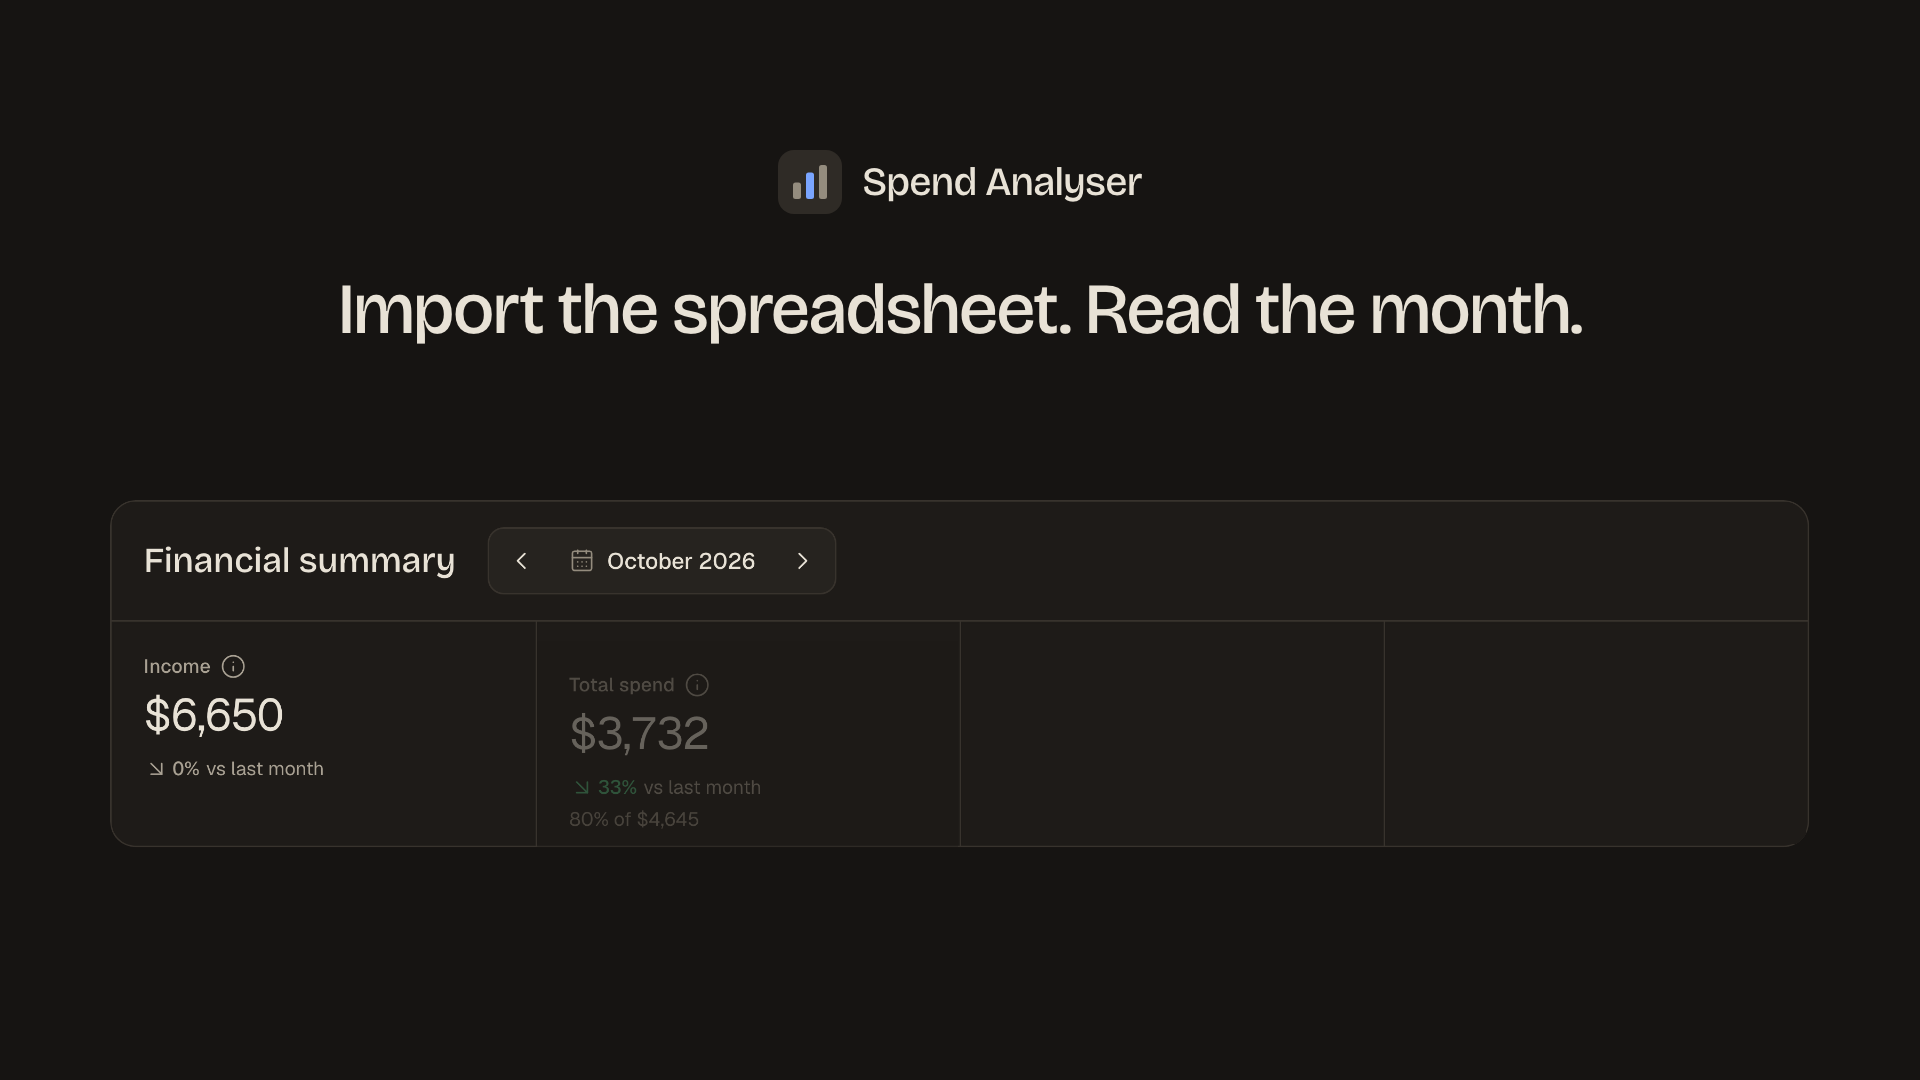 Spend Analyser
Import the spreadsheet. Read the month.
Financial summary
October 2026
Income
$6,650
0% vs last month
Total spend
$3,732
33% vs last month
80% of $4,645